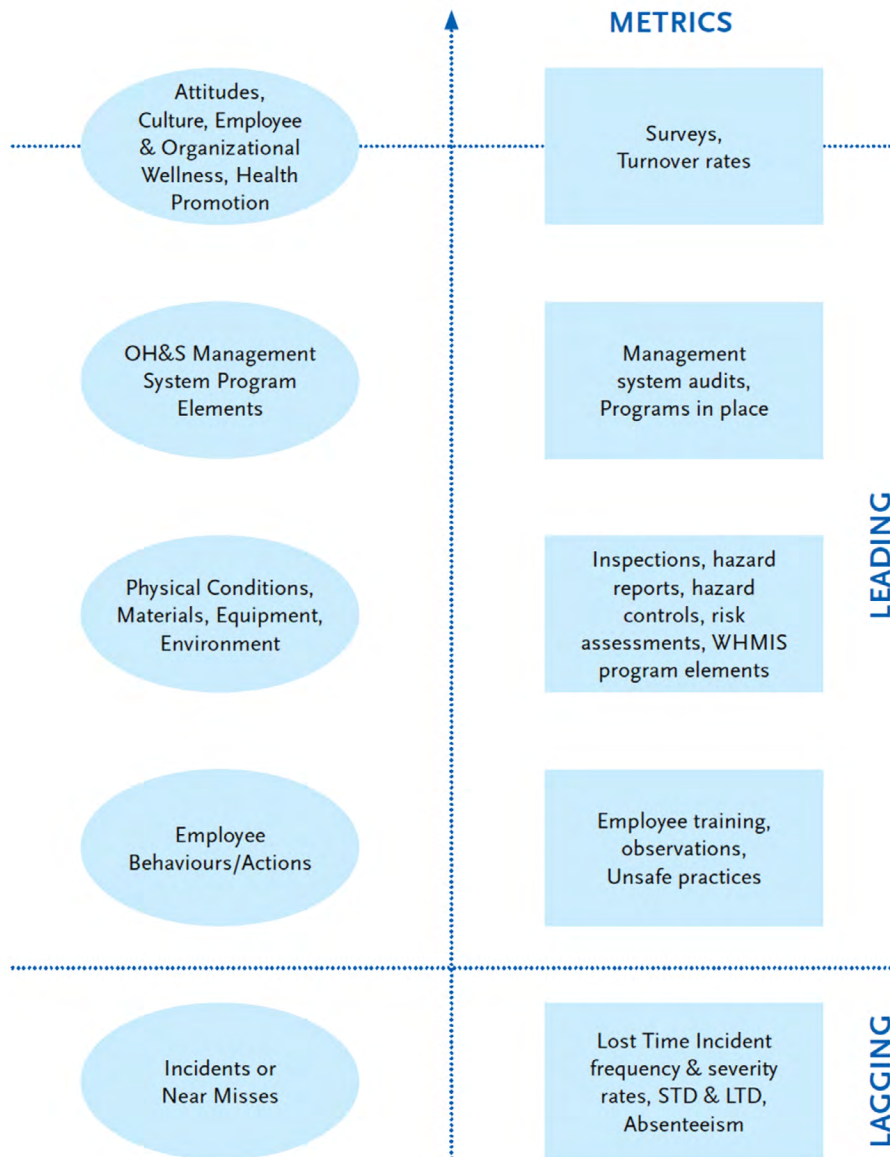 METRICS
Attitudes,
Culture, Employee
& Organizational
Wellness, Health
Promotion
Surveys,
Turnover rates
OH&S Management
System Program
Elements
Management
system audits,
Programs in place
Physical Conditions,
Materials, Equipment,
Environment
Inspections, hazard
reports, hazard
controls, risk
assessments, WHMIS
program elements
LEADING
Employee
Behaviours/Actions
Employee training,
observations,
Unsafe practices
Incidents or
Near Misses
Lost Time Incident
frequency & severity
rates, STD & LTD,
Absenteeism
LAGGING